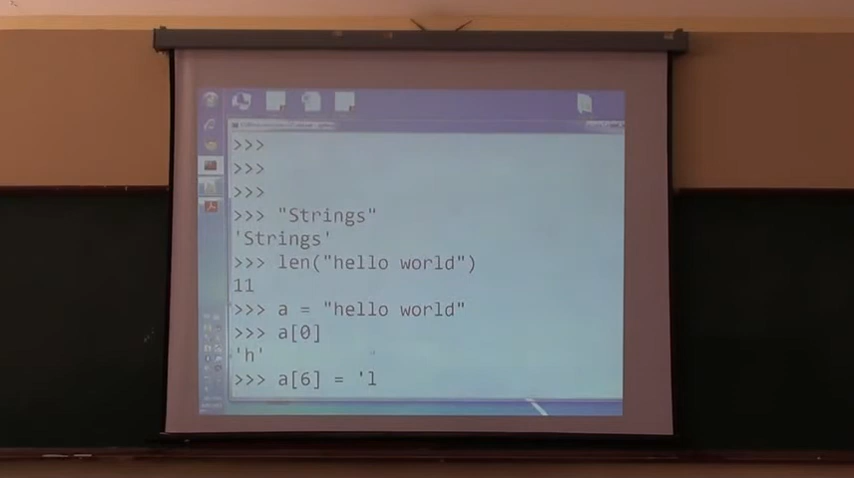 >>>
>>>
>>>
>>> "Strings"
'Strings'
>>> len("hello world")
11
>>> a = "hello world"
>>> a[0]
'h'
>>> a[6] = 'l